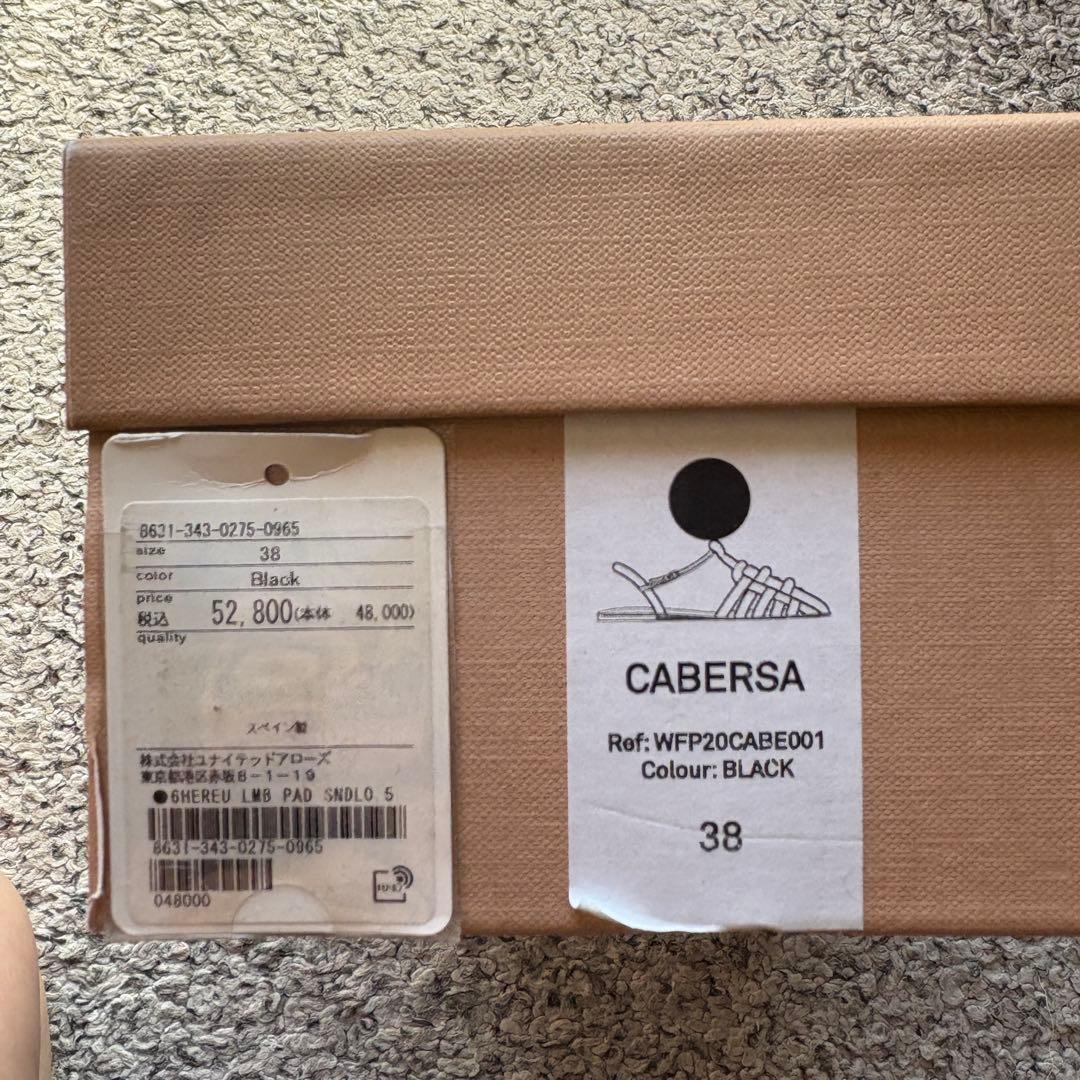 8631-343-0275-0965
size 38
color Black
price
税込 52,800(本体 48,000)
quality
スペイン製
株式会社ユナイテッドアローズ
東京都港区赤坂8-1-19
●6HEREU LMB PAD SNDLO 5
8631-343-0275-0965
048000
CABERSA
Ref: WFP20CABE001
Colour: BLACK
38